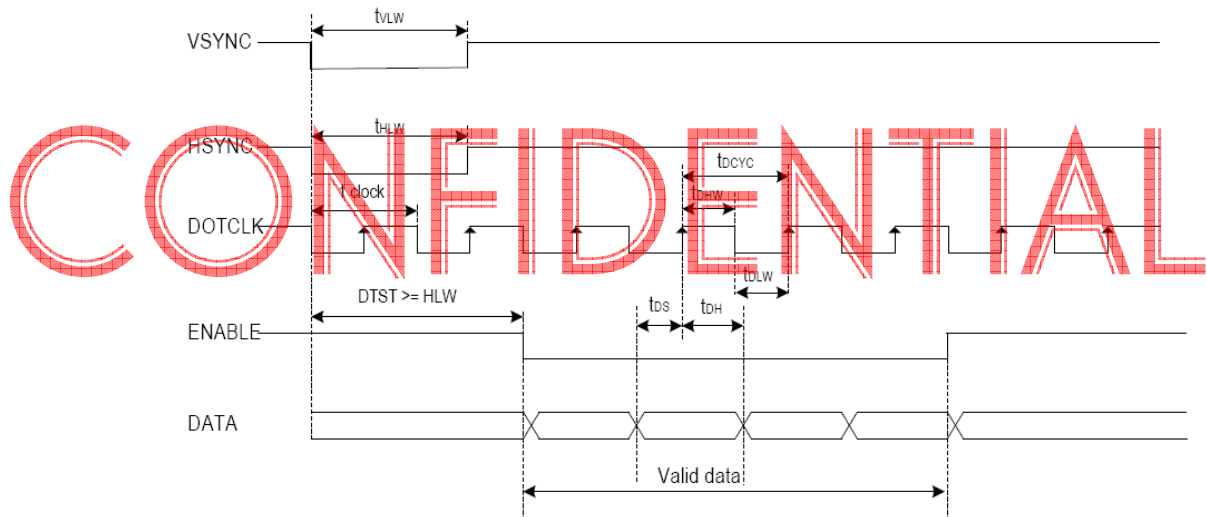 tVLW
VSYNC
CONFIDENTIAL
tHLW
HSYNC
tDCYC
1 clock
tDHW
DOTCLK
tDLW
DTST >= HLW
tDS
tDH
ENABLE
DATA
Valid data